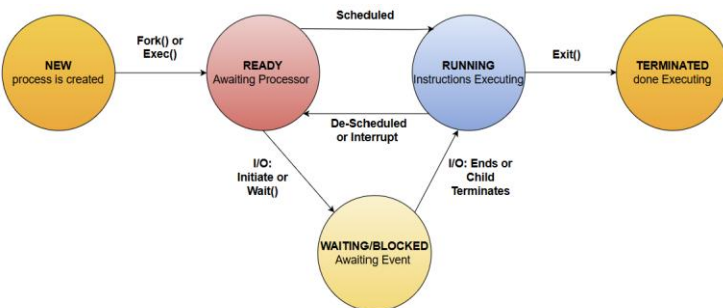 Scheduled
Fork() or
Exec()
Exit()
NEW
process is created
READY
Awaiting Processor
RUNNING
Instructions Executing
TERMINATED
done Executing
De-Scheduled
or Interrupt
I/O:
Initiate or
Wait()
I/O: Ends or
Child
Terminates
WAITING/BLOCKED
Awaiting Event